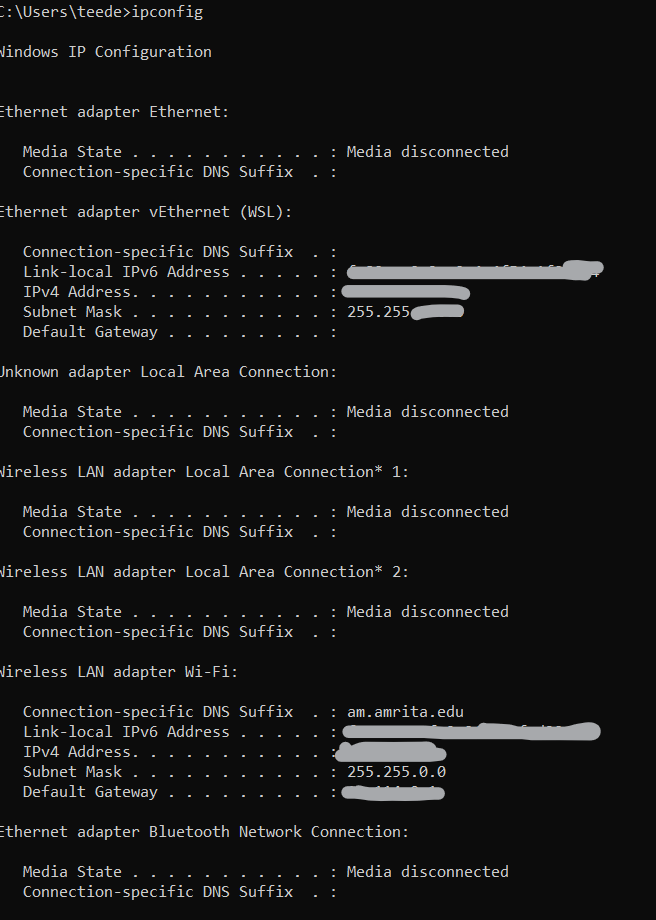 C:\Users\teede>ipconfig
Windows IP Configuration
Ethernet adapter Ethernet:
Media State . . . . . . . . . . . : Media disconnected
Connection-specific DNS Suffix  . :
Ethernet adapter vEthernet (WSL):
Connection-specific DNS Suffix  . :
Link-local IPv6 Address . . . . . :
IPv4 Address. . . . . . . . . . . :
Subnet Mask . . . . . . . . . . . : 255.255
Default Gateway . . . . . . . . . :
Unknown adapter Local Area Connection:
Media State . . . . . . . . . . . : Media disconnected
Connection-specific DNS Suffix  . :
Wireless LAN adapter Local Area Connection* 1:
Media State . . . . . . . . . . . : Media disconnected
Connection-specific DNS Suffix  . :
Wireless LAN adapter Local Area Connection* 2:
Media State . . . . . . . . . . . : Media disconnected
Connection-specific DNS Suffix  . :
Wireless LAN adapter Wi-Fi:
Connection-specific DNS Suffix  . : am.amrita.edu
Link-local IPv6 Address . . . . . :
IPv4 Address. . . . . . . . . . . :
Subnet Mask . . . . . . . . . . . : 255.255.0.0
Default Gateway . . . . . . . . . :
Ethernet adapter Bluetooth Network Connection:
Media State . . . . . . . . . . . : Media disconnected
Connection-specific DNS Suffix  . :